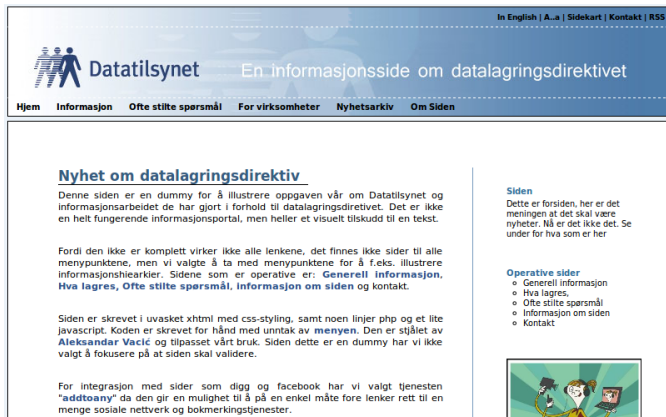 In English | A..a | Sidekart | Kontakt | RSS
Datatilsynet
En informasjonsside om datalagringsdirektivet
Hjem Informasjon Ofte stilte spørsmål For virksomheter Nyhetsarkiv Om Siden
Nyhet om datalagringsdirektiv
Denne siden er en dummy for å illustrere oppgaven vår om Datatilsynet og
informasjonsarbeidet de har gjort i forhold til datalagringsdiretivet. Det er ikke
en helt fungerende informasjonsportal, men heller et visuelt tilskudd til en tekst.
Fordi den ikke er komplett virker ikke alle lenkene, det finnes ikke sider til alle
menypunktene, men vi valgte å ta med menypunktene for å f.eks. illustrere
informasjonshiearkier. Sidene som er operative er: Generell informasjon,
Hva lagres, Ofte stilte spørsmål, informasjon om siden og kontakt.
Siden er skrevet i uvasket xhtml med css-styling, samt noen linjer php og et lite
javascript. Koden er skrevet for hånd med unntak av menyen. Den er stjålet av
Aleksandar Vacić og tilpasset vårt bruk. Siden dette er en dummy har vi ikke
valgt å fokusere på at siden skal validere.
For integrasjon med sider som digg og facebook har vi valgt tjenesten
"addtoany" da den gir en mulighet til å på en enkel måte fore lenker rett til en
menge sosiale nettverk og bokmerkingstjenester.
Siden
Dette er forsiden, her er det
meningen at det skal være
nyheter. Nå er det ikke det. Se
under for hva som er her
Operative sider
Generell informasjon
Hva lagres,
Ofte stilte spørsmål
Informasjon om siden
Kontakt